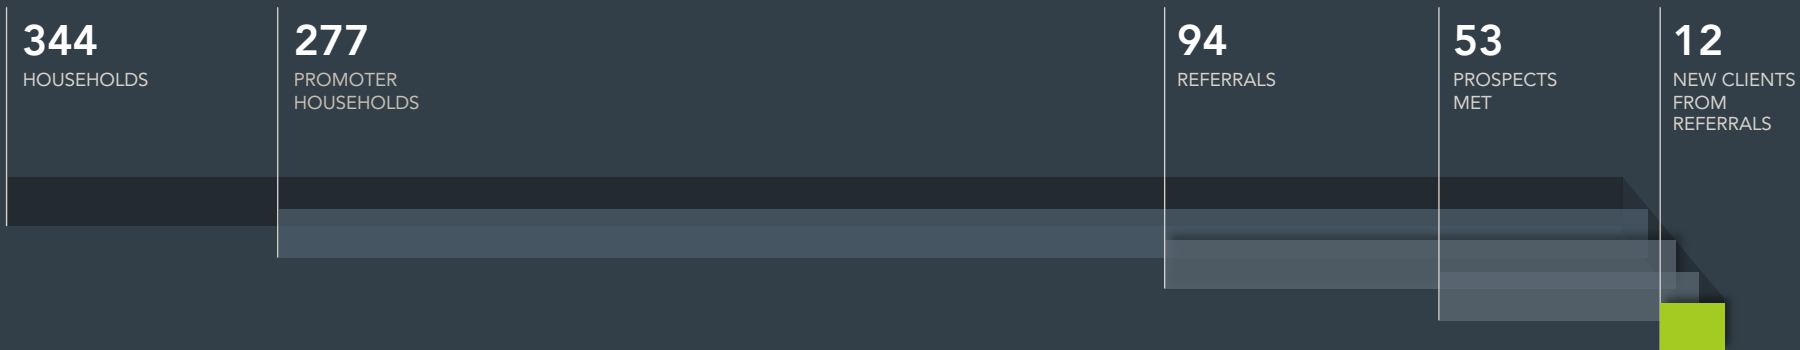 344
HOUSEHOLDS
277
PROMOTER
HOUSEHOLDS
94
REFERRALS
53
PROSPECTS
MET
12
NEW CLIENTS
FROM
REFERRALS